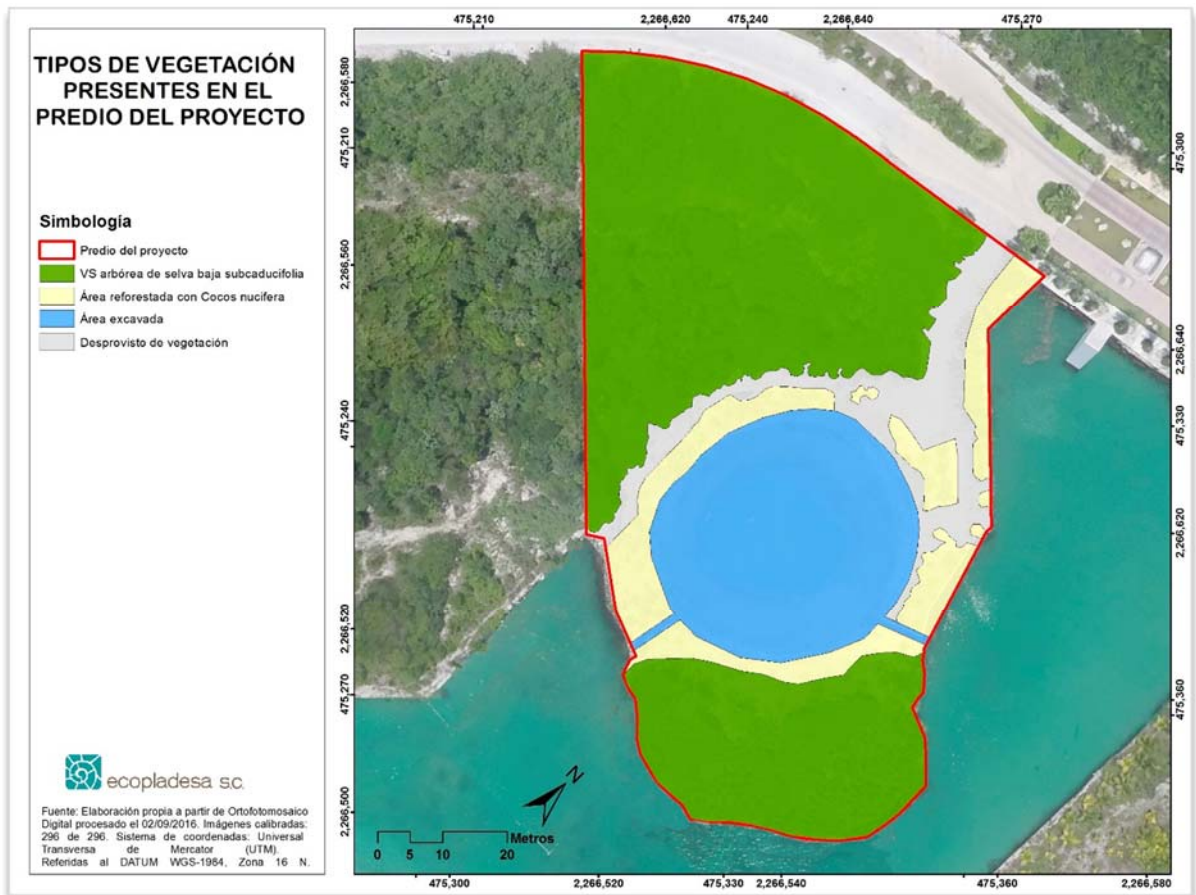 TIPOS DE VEGETACIÓN
PRESENTES EN EL
PREDIO DEL PROYECTO
Simbología
Predio del proyecto
VS arbórea de selva baja subcaducifolia
Área reforestada con Cocos nucifera
Área excavada
Desprovisto de vegetación
ecopladesa s.c.
Fuente: Elaboración propia a partir de Ortofotomosaico
Digital procesado el 02/09/2016. Imágenes calibradas:
296 de 296. Sistema de coordenadas: Universal
Transversa de Mercator (UTM).
Referidas al DATUM WGS-1984, Zona 16 N.
475,210 2,266,620 475,240 2,266,640 475,270
2,266,580
475,210
2,266,560
475,240
2,266,520
475,270
2,266,500
475,300
2,266,640
475,330
2,266,620
475,360
N
Metros
0 5 10 20
475,300 2,266,520 475,330 2,266,540 475,360 2,266,580